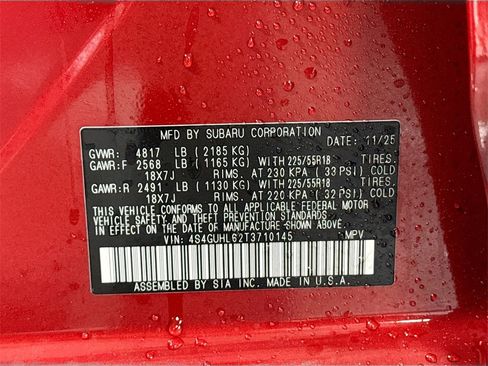 MFD BY SUBARU CORPORATION
GVWR: 4817 LB ( 2185 KG) DATE: 11/25
GAWR:F 2568 LB ( 1165 KG) WITH 225/55R18 TIRES.
18X7J RIMS. AT 230 KPA ( 33 PSI) COLD
GAWR:R 2491 LB ( 1130 KG) WITH 225/55R18 TIRES.
18X7J RIMS. AT 220 KPA ( 32 PSI) COLD
THIS VEHICLE CONFORMS TO ALL APPLICABLE FEDERAL MOTOR
VEHICLE SAFETY AND THEFT PREVENTION STANDARDS
IN EFFECT ON THE DATE OF MANUFACTURE SHOWN ABOVE.
VIN: 4S4GUHL62T3710145 MPV
ASSEMBLED BY SIA INC. MADE IN U.S.A.